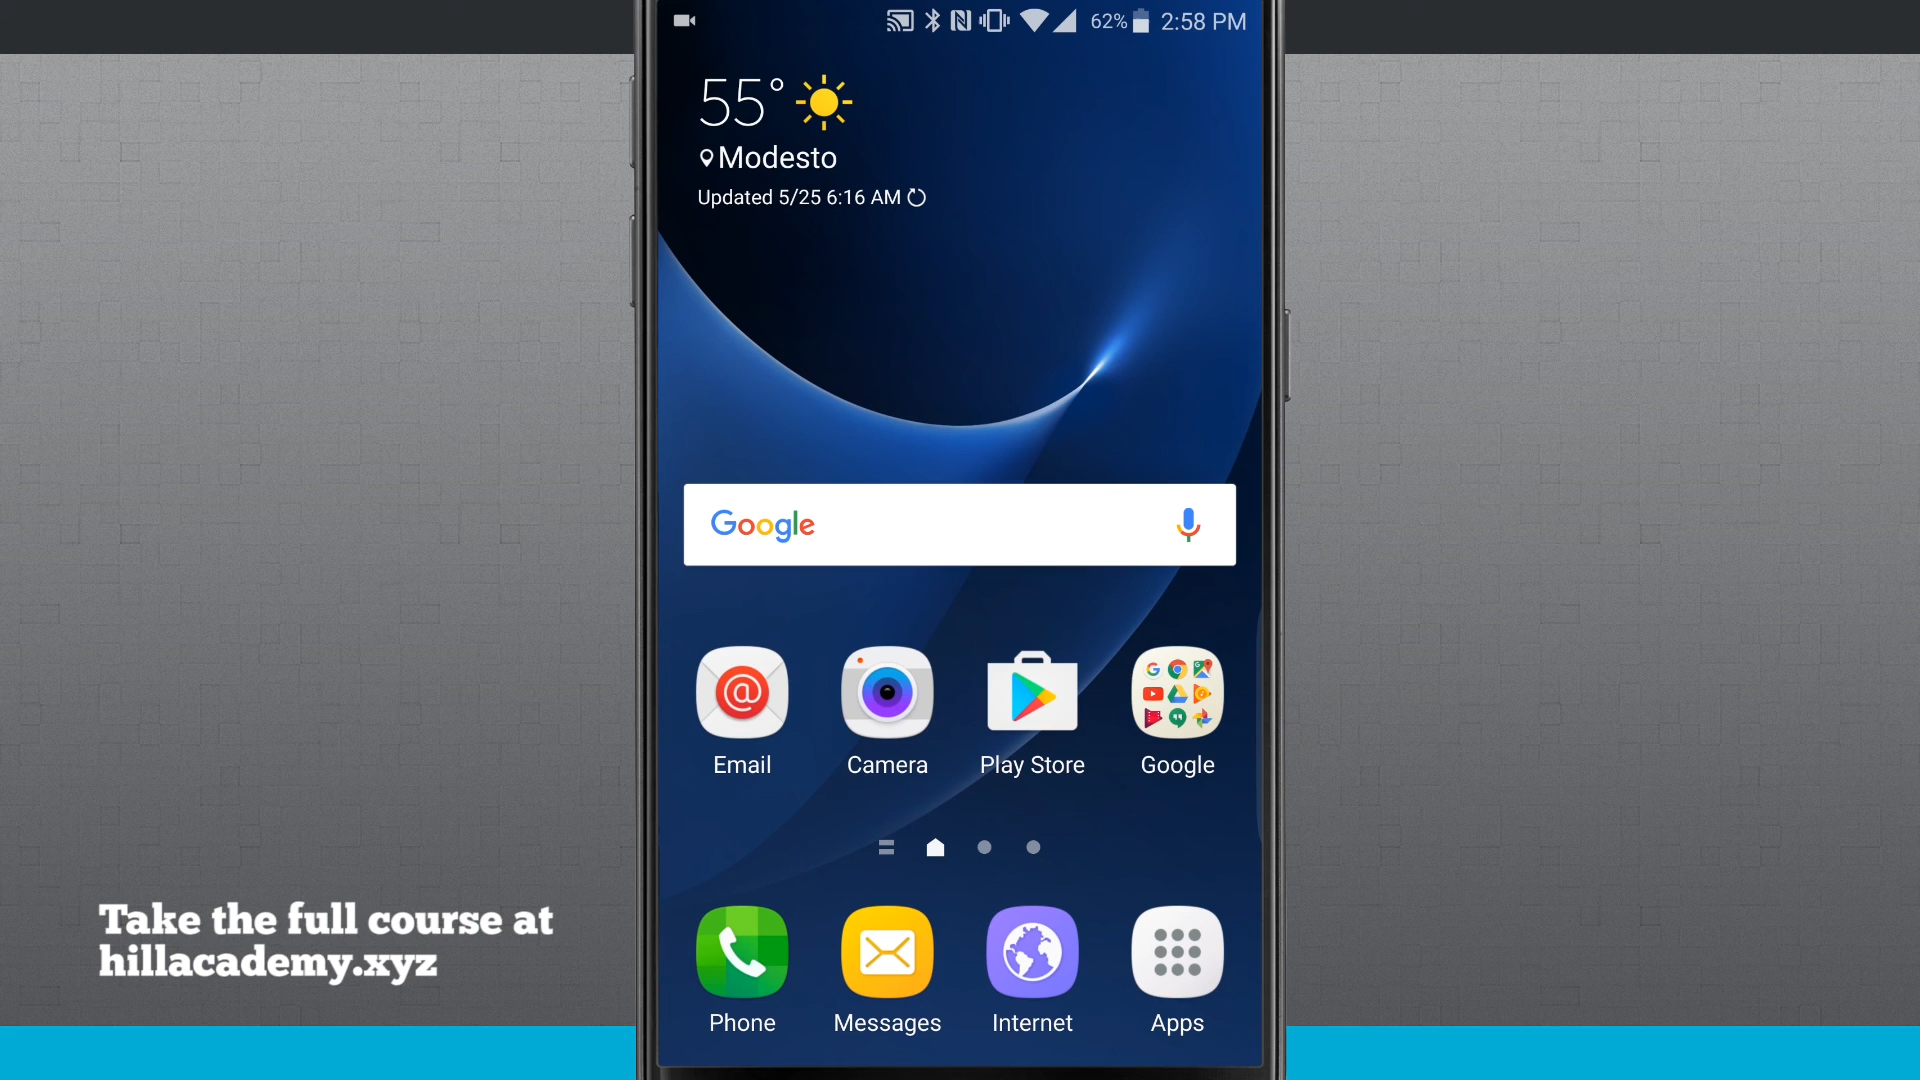 62% 2:58 PM
55°
Modesto
Updated 5/25 6:16 AM
Google
Email Camera Play Store Google
Take the full course at
hillacademy.xyz
Phone Messages Internet Apps